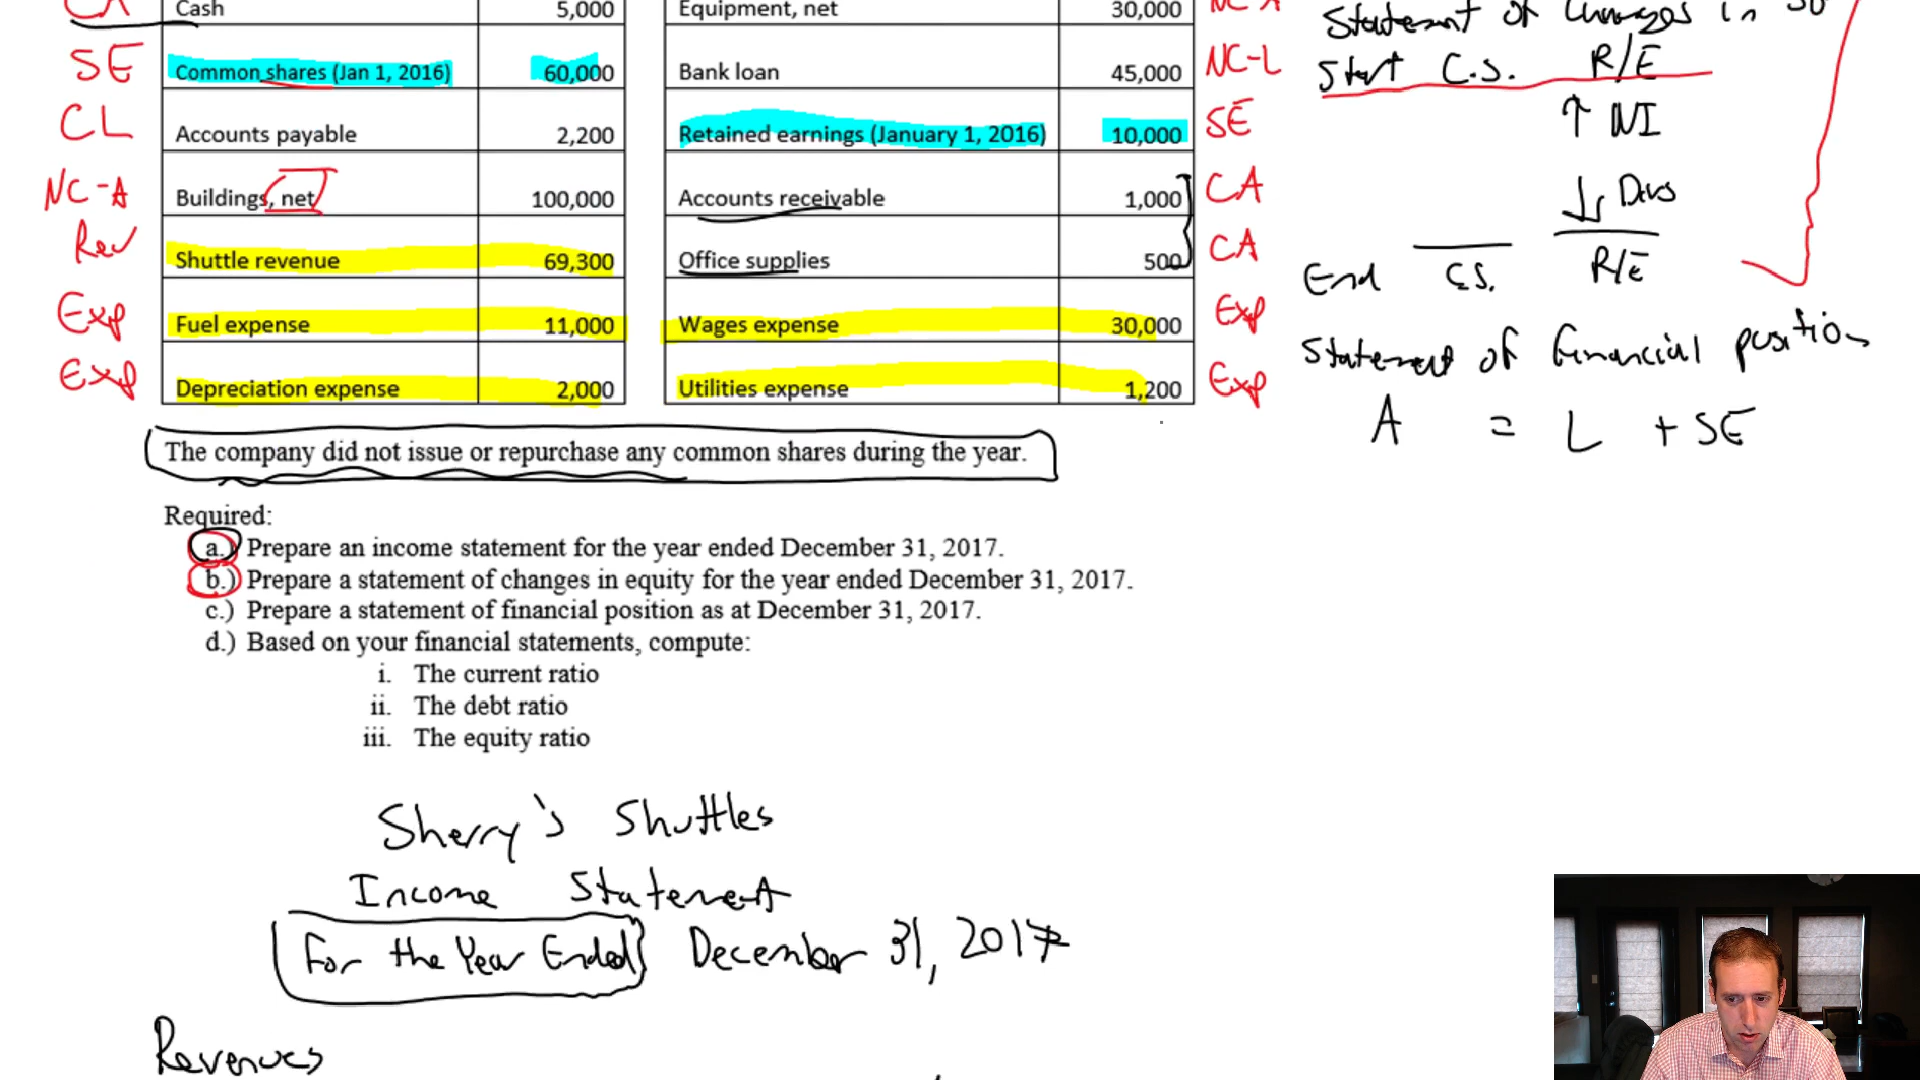 CA Cash 5,000 Equipment, net 30,000 NC-A Statement of Changes in
SE Common shares (Jan 1, 2016) 60,000 Bank loan 45,000 NC-L Start C.S. R/E
CL Accounts payable 2,200 Retained earnings (January 1, 2016) 10,000 SE ↑ NI
NC-A Buildings, net 100,000 Accounts receivable 1,000 CA ↓ Divs
Rev Shuttle revenue 69,300 Office supplies 500 CA End C.S. R/E
Exp Fuel expense 11,000 Wages expense 30,000 Exp Statement of financial position
Exp Depreciation expense 2,000 Utilities expense 1,200 Exp A = L + SE
The company did not issue or repurchase any common shares during the year.
Required:
a.) Prepare an income statement for the year ended December 31, 2017.
b.) Prepare a statement of changes in equity for the year ended December 31, 2017.
c.) Prepare a statement of financial position as at December 31, 2017.
d.) Based on your financial statements, compute:
i. The current ratio
ii. The debt ratio
iii. The equity ratio
Sherry's Shuttles
Income Statement
For the Year Ended December 31, 2017
Revenues